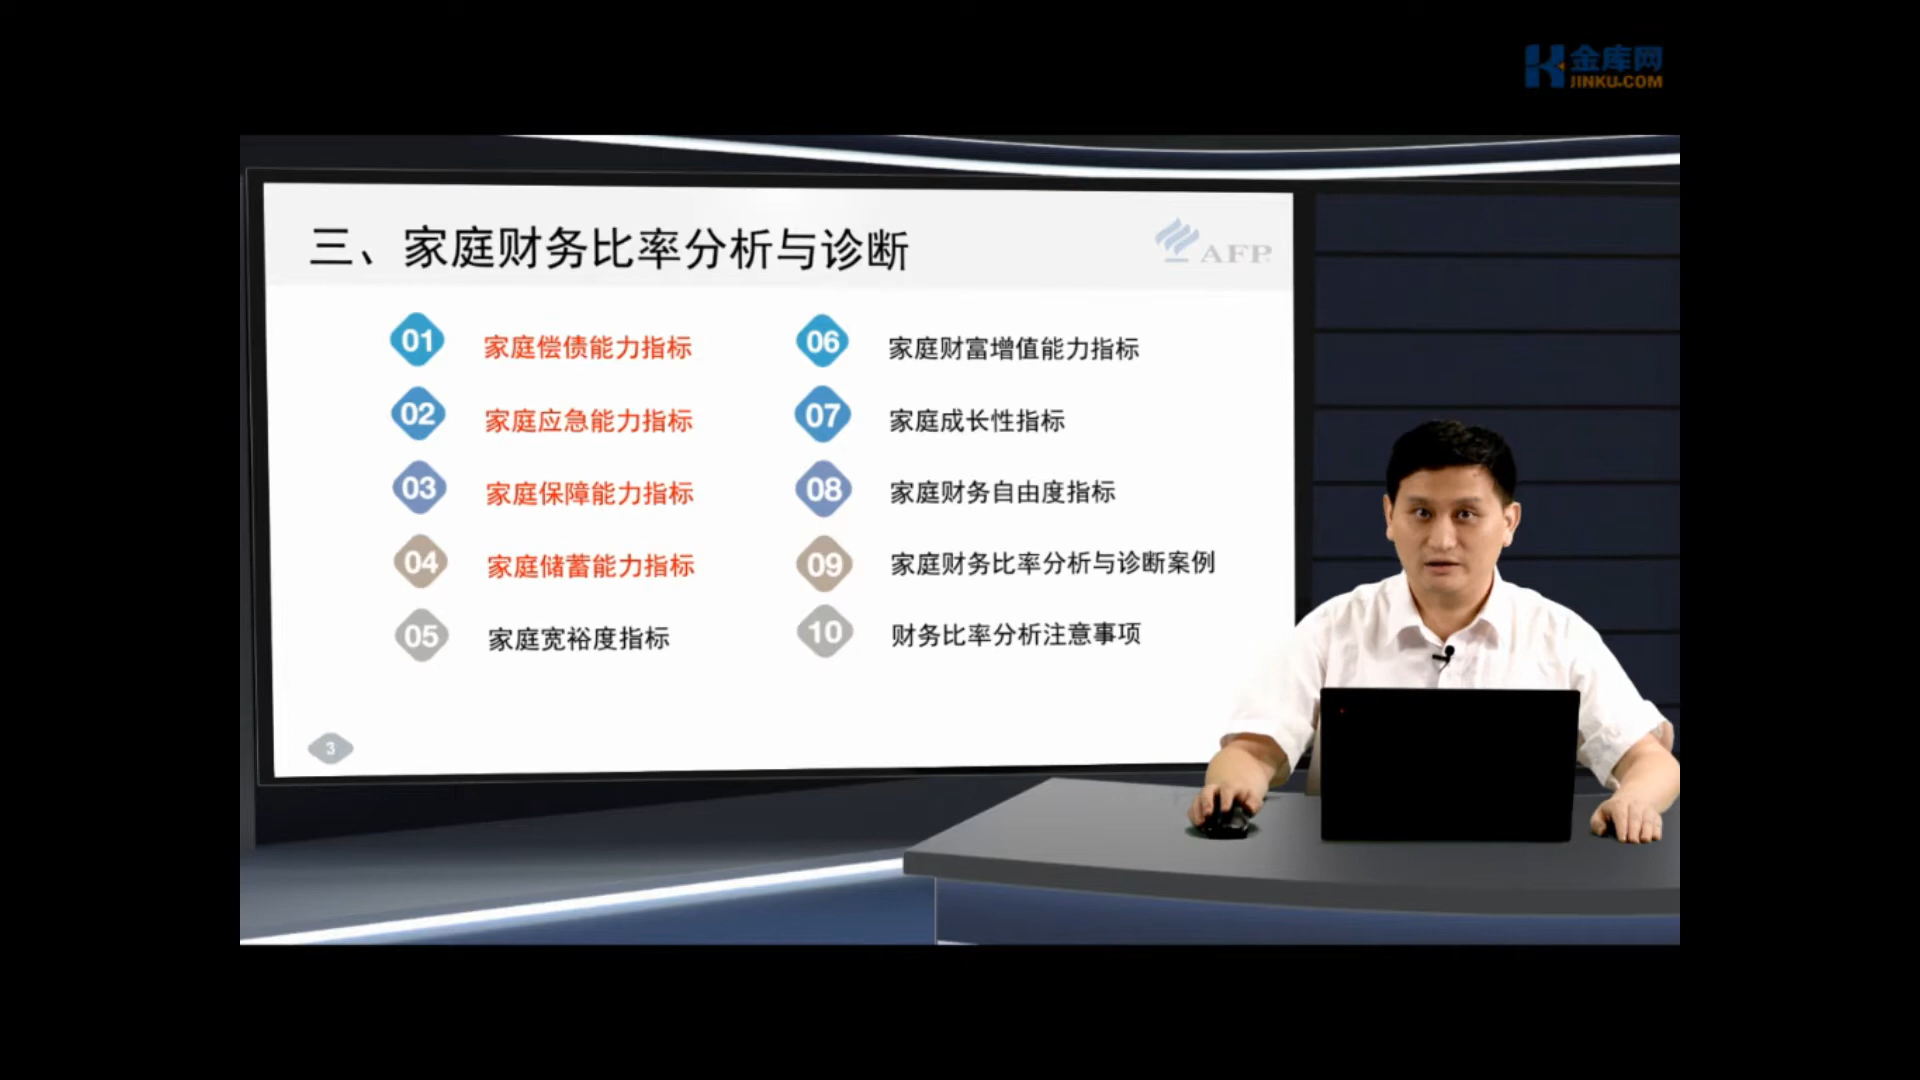 金库网
JINKU.COM
三、家庭财务比率分析与诊断
AFP
01 家庭偿债能力指标
02 家庭应急能力指标
03 家庭保障能力指标
04 家庭储蓄能力指标
05 家庭宽裕度指标
06 家庭财富增值能力指标
07 家庭成长性指标
08 家庭财务自由度指标
09 家庭财务比率分析与诊断案例
10 财务比率分析注意事项
3